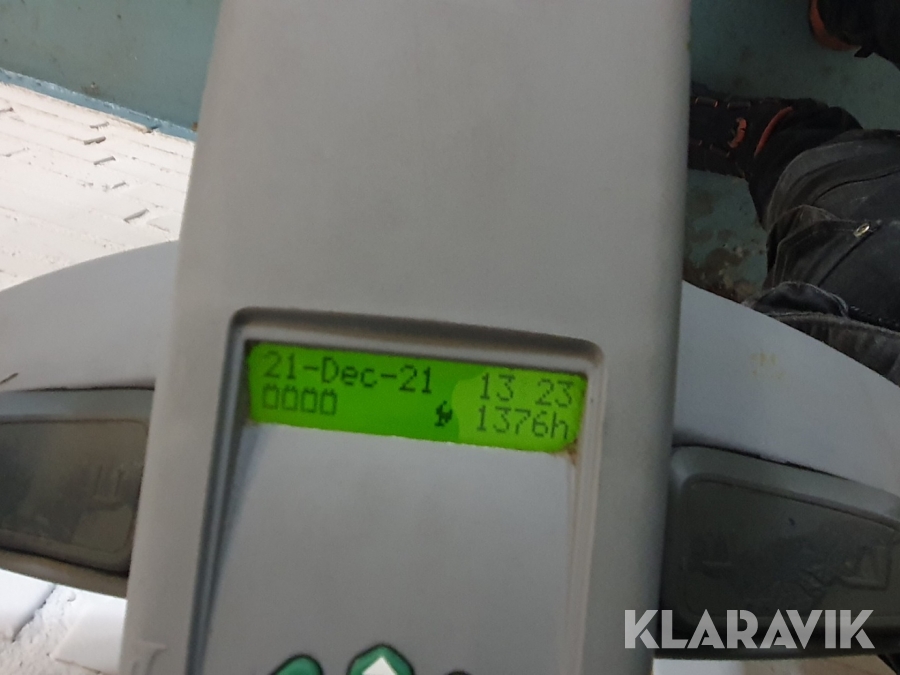 21-Dec-21 13 23
0000 1376h
KLARAVIK